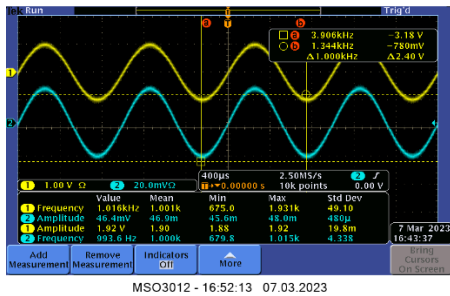 Tek Run Trig'd
a b
a 3.906kHz −3.18 V
b 1.344kHz −780mV
Δ1.000kHz Δ2.40 V
1
2
1 1.00 V Ω 2 20.0mVΩ 400µs 2.50MS/s 2
0.00000 s 10k points 0.00 V
Value Mean Min Max Std Dev
1 Frequency 1.016kHz 1.001k 675.0 1.931k 49.10
2 Amplitude 46.4mV 46.9m 45.6m 48.0m 480µ
1 Amplitude 1.92 V 1.90 1.88 1.92 19.8m
2 Frequency 993.6 Hz 1.000k 679.8 1.015k 4.338
7 Mar 2023
16:43:37
Add Measurement
Remove Measurement
Indicators Off
More
Bring Cursors On Screen
MSO3012 - 16:52:13 07.03.2023